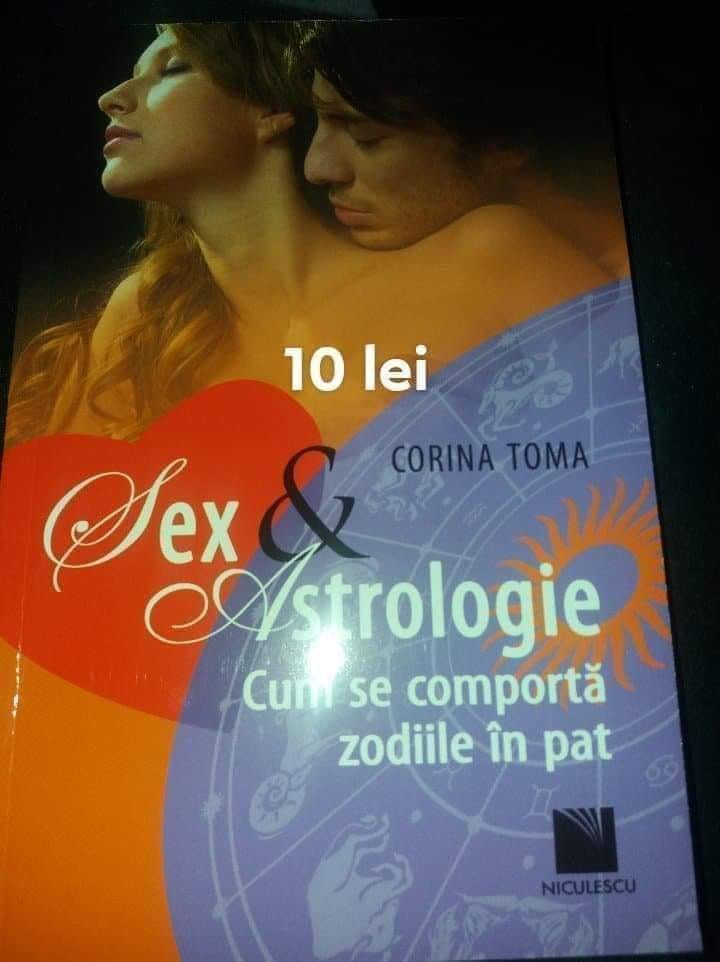 10 lei
CORINA TOMA
Sex &
Astrologie
Cum se comportă
zodiile în pat
NICULESCU